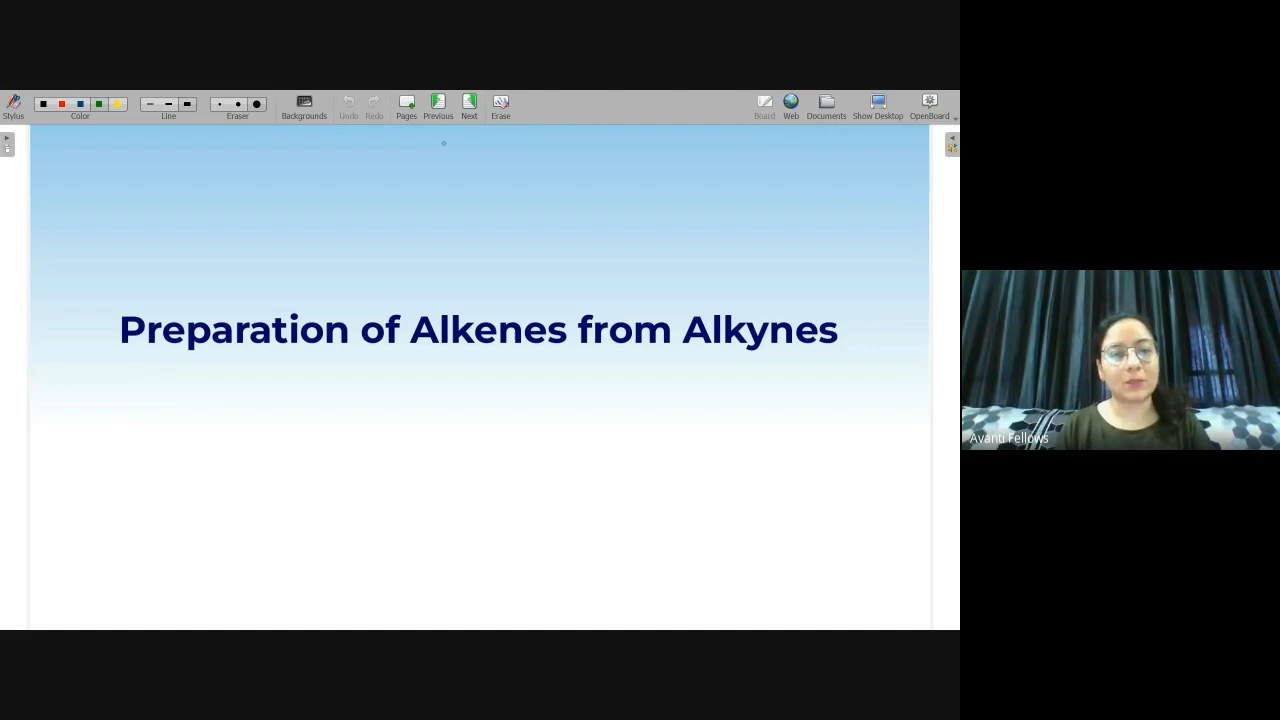 Stylus
Color
Line
Eraser
Backgrounds
Undo
Redo
Pages
Previous
Next
Erase
Board
Web
Documents
Show Desktop
OpenBoard
Preparation of Alkenes from Alkynes
Avanti Fellows